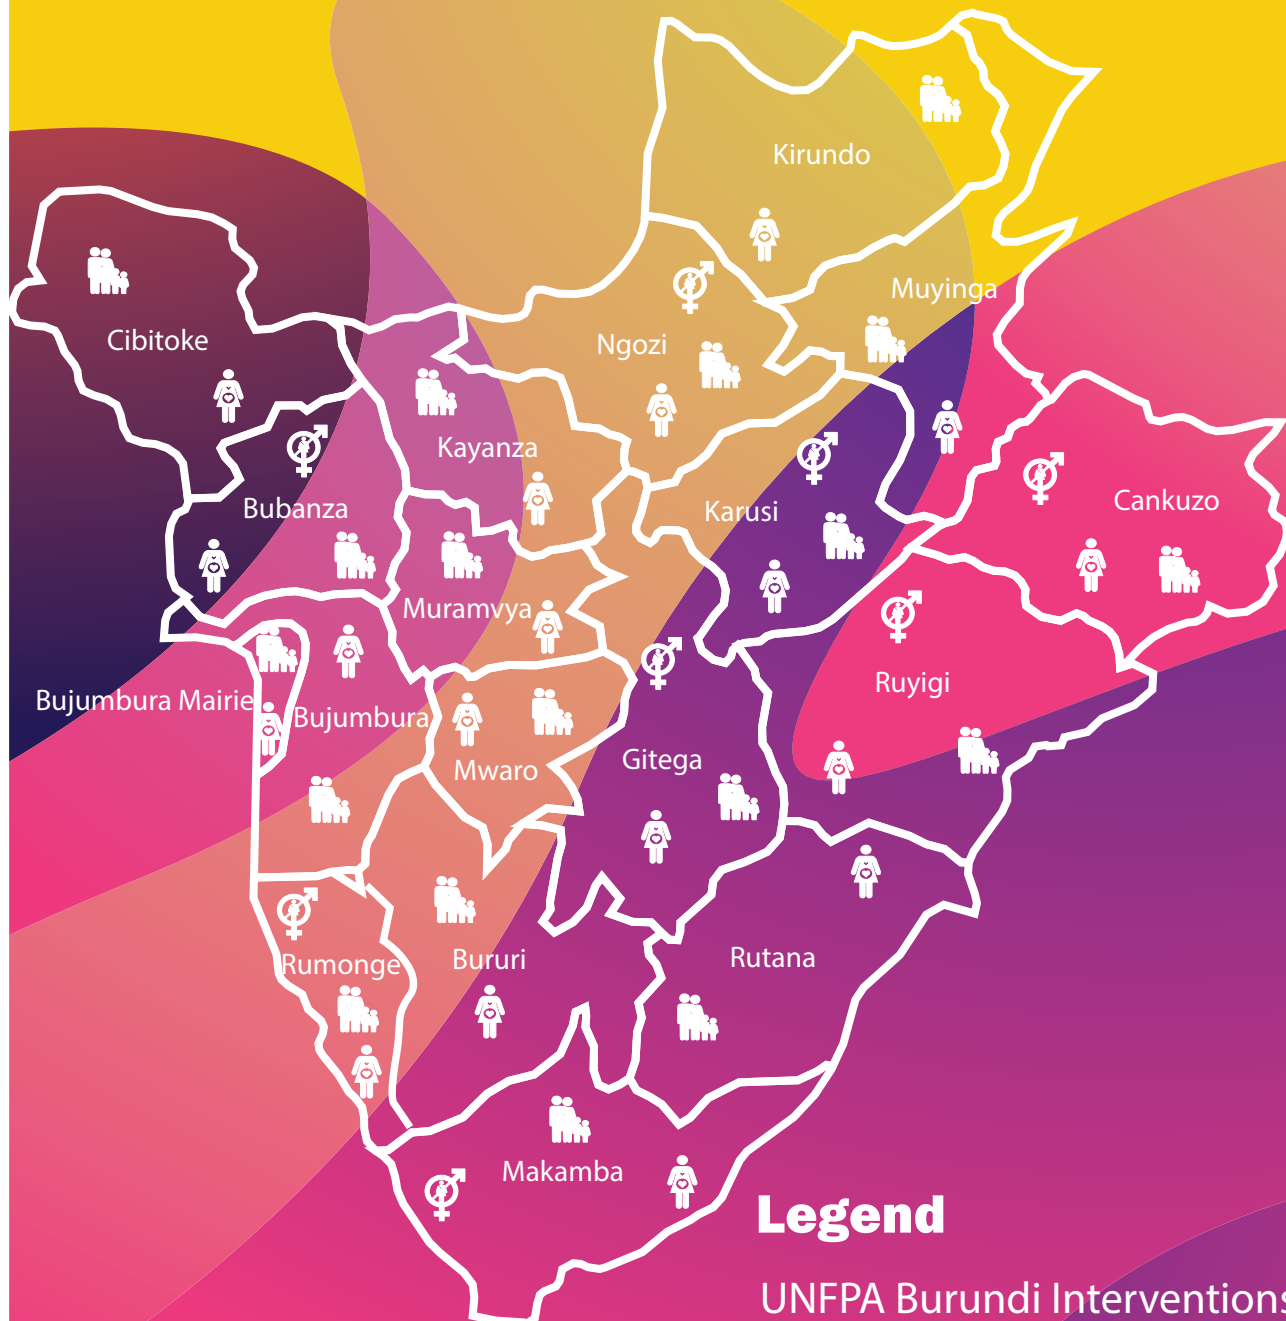 Kirundo
Muyinga
Cibitoke
Ngozi
Kayanza
Cankuzo
Bubanza
Karusi
Muramvya
Ruyigi
Bujumbura Mairie
Bujumbura
Gitega
Mwaro
Rutana
Bururi
Rumonge
Makamba
Legend
UNFPA Burundi Interventions